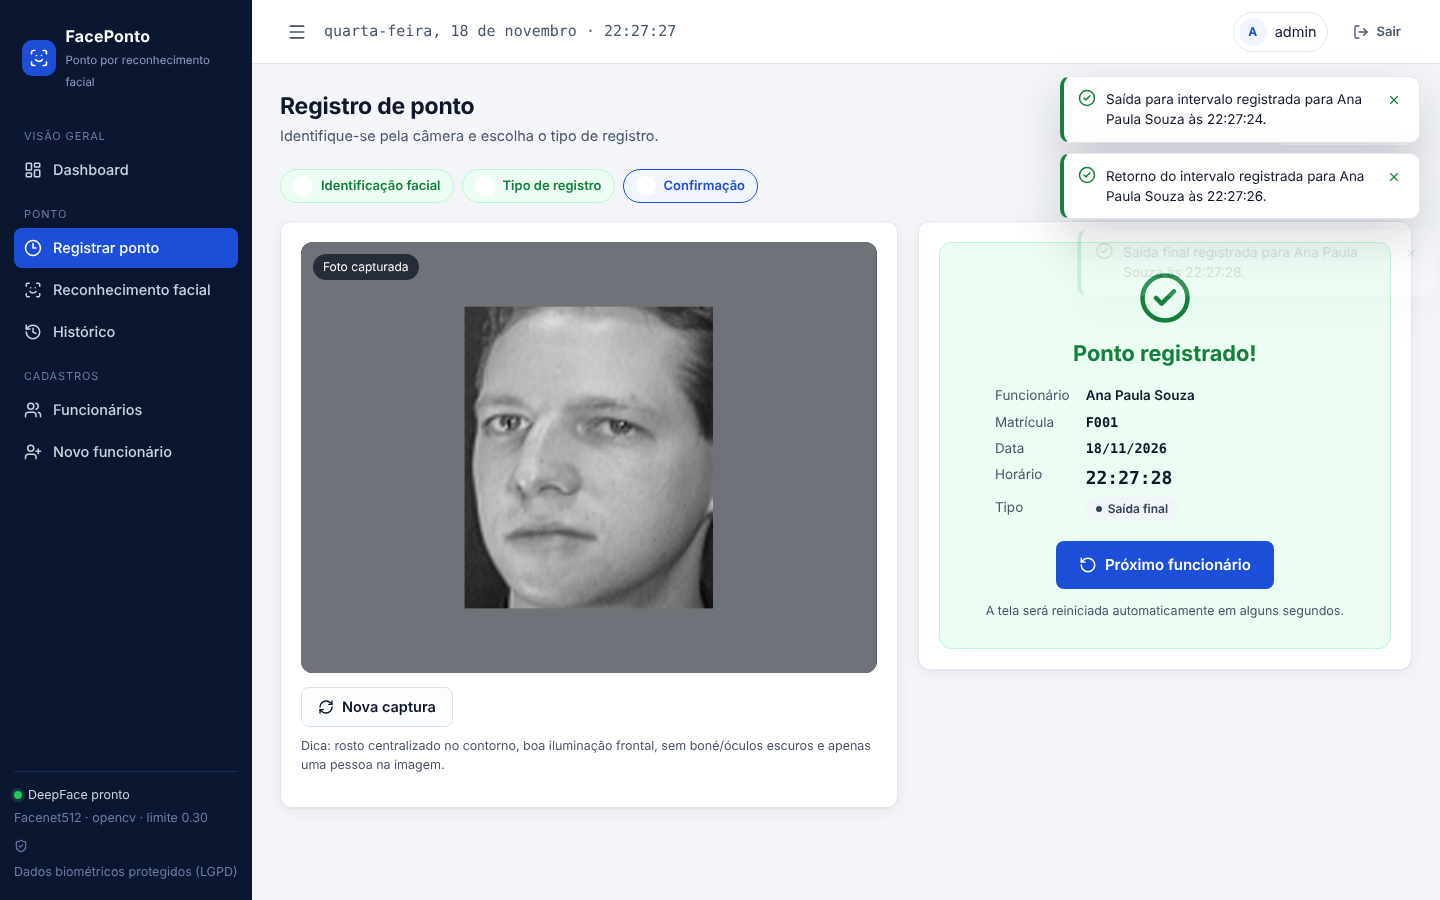 FacePonto
Ponto por reconhecimento
facial
VISÃO GERAL
Dashboard
PONTO
Registrar ponto
Reconhecimento facial
Histórico
CADASTROS
Funcionários
Novo funcionário
DeepFace pronto
Facenet512 · opencv · limite 0.30
Dados biométricos protegidos (LGPD)
quarta-feira, 18 de novembro · 22:27:27
A admin
Sair
Registro de ponto
Identifique-se pela câmera e escolha o tipo de registro.
Identificação facial
Tipo de registro
Confirmação
Saída para intervalo registrada para Ana
Paula Souza às 22:27:24.
Retorno do intervalo registrada para Ana
Paula Souza às 22:27:26.
Saída final registrada para Ana Paula
Souza às 22:27:28.
Foto capturada
Nova captura
Dica: rosto centralizado no contorno, boa iluminação frontal, sem boné/óculos escuros e apenas
uma pessoa na imagem.
Ponto registrado!
Funcionário Ana Paula Souza
Matrícula F001
Data 18/11/2026
Horário 22:27:28
Tipo Saída final
Próximo funcionário
A tela será reiniciada automaticamente em alguns segundos.